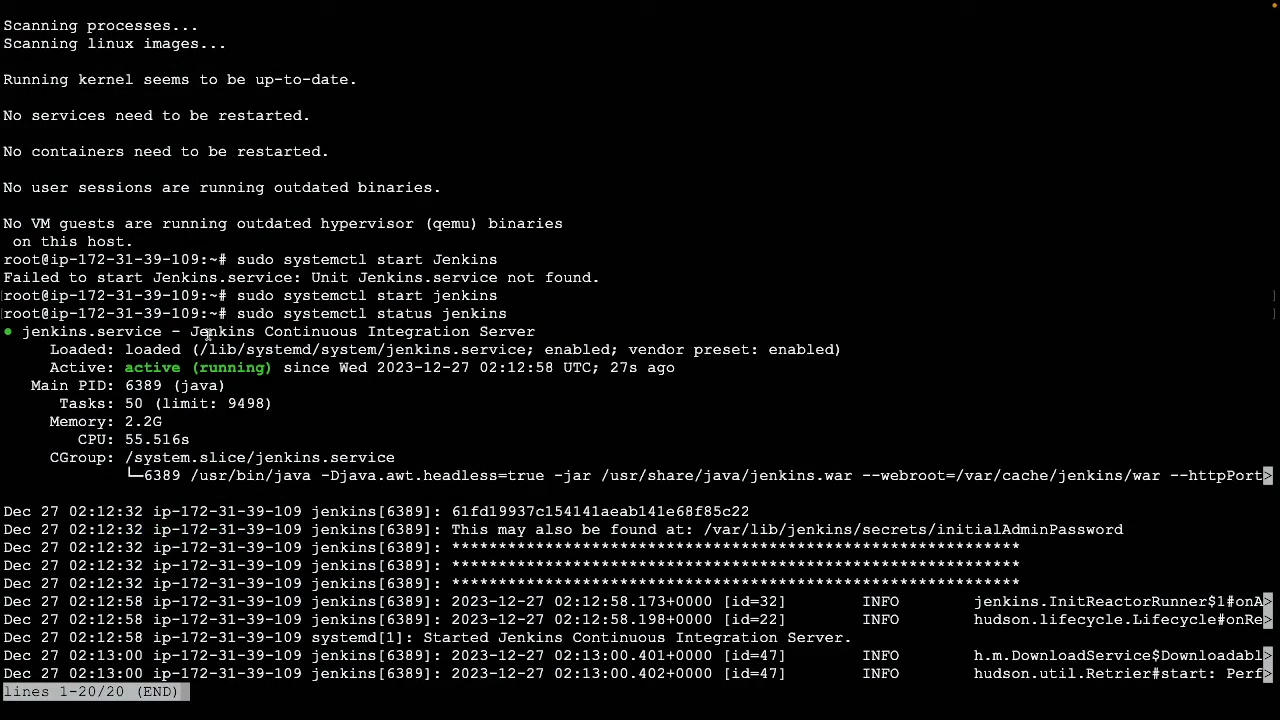 Scanning processes...
Scanning linux images...
Running kernel seems to be up-to-date.
No services need to be restarted.
No containers need to be restarted.
No user sessions are running outdated binaries.
No VM guests are running outdated hypervisor (qemu) binaries
on this host.
root@ip-172-31-39-109:~# sudo systemctl start Jenkins
Failed to start Jenkins.service: Unit Jenkins.service not found.
root@ip-172-31-39-109:~# sudo systemctl start jenkins
root@ip-172-31-39-109:~# sudo systemctl status jenkins
● jenkins.service - Jenkins Continuous Integration Server
Loaded: loaded (/lib/systemd/system/jenkins.service; enabled; vendor preset: enabled)
Active: active (running) since Wed 2023-12-27 02:12:58 UTC; 27s ago
Main PID: 6389 (java)
Tasks: 50 (limit: 9498)
Memory: 2.2G
CPU: 55.516s
CGroup: /system.slice/jenkins.service
└─6389 /usr/bin/java -Djava.awt.headless=true -jar /usr/share/java/jenkins.war --webroot=/var/cache/jenkins/war --httpPort>
Dec 27 02:12:32 ip-172-31-39-109 jenkins[6389]: 61fd19937c154141aeab141e68f85c22
Dec 27 02:12:32 ip-172-31-39-109 jenkins[6389]: This may also be found at: /var/lib/jenkins/secrets/initialAdminPassword
Dec 27 02:12:32 ip-172-31-39-109 jenkins[6389]: *************************************************************
Dec 27 02:12:32 ip-172-31-39-109 jenkins[6389]: *************************************************************
Dec 27 02:12:32 ip-172-31-39-109 jenkins[6389]: *************************************************************
Dec 27 02:12:58 ip-172-31-39-109 jenkins[6389]: 2023-12-27 02:12:58.173+0000 [id=32] INFO jenkins.InitReactorRunner$1#onA>
Dec 27 02:12:58 ip-172-31-39-109 jenkins[6389]: 2023-12-27 02:12:58.198+0000 [id=22] INFO hudson.lifecycle.Lifecycle#onRe>
Dec 27 02:12:58 ip-172-31-39-109 systemd[1]: Started Jenkins Continuous Integration Server.
Dec 27 02:13:00 ip-172-31-39-109 jenkins[6389]: 2023-12-27 02:13:00.401+0000 [id=47] INFO h.m.DownloadService$Downloadabl>
Dec 27 02:13:00 ip-172-31-39-109 jenkins[6389]: 2023-12-27 02:13:00.402+0000 [id=47] INFO hudson.util.Retrier#start: Perf>
lines 1-20/20 (END)